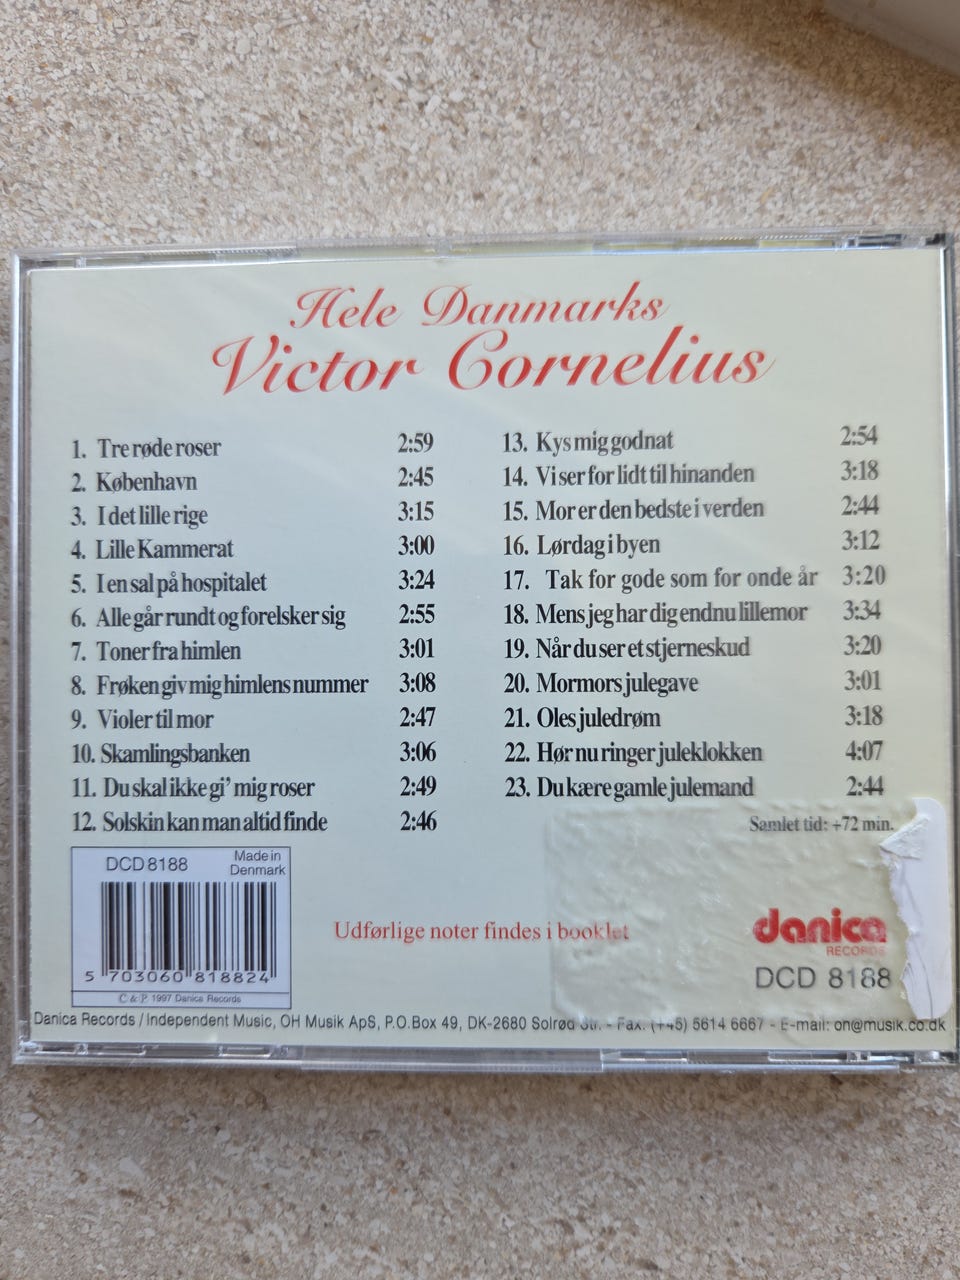 Hele Danmarks
Victor Cornelius
1. Tre røde roser 2:59
2. København 2:45
3. I det lille rige 3:15
4. Lille Kammerat 3:00
5. I en sal på hospitalet 3:24
6. Alle går rundt og forelsker sig 2:55
7. Toner fra himlen 3:01
8. Frøken giv mig himlens nummer 3:08
9. Violer til mor 2:47
10. Skamlingsbanken 3:06
11. Du skal ikke gi' mig roser 2:49
12. Solskin kan man altid finde 2:46
13. Kys mig godnat 2:54
14. Vi ser for lidt til hinanden 3:18
15. Mor er den bedste i verden 2:44
16. Lørdag i byen 3:12
17. Tak for gode som for onde år 3:20
18. Mens jeg har dig endnu lillemor 3:34
19. Når du ser et stjerneskud 3:20
20. Mormors julegave 3:01
21. Oles juledrøm 3:18
22. Hør nu ringer juleklokken 4:07
23. Du kære gamle julemand 2:44
Samlet tid: +72 min.
DCD 8188 Made in
Denmark
5 703060 818824
© & ℗ 1997 Danica Records
Udførlige noter findes i booklet
danica
RECORDS
DCD 8188
Danica Records / Independent Music, OH Musik ApS, P.O.Box 49, DK-2680 Solrød Str. - Fax: (+45) 5614 6667 - E-mail: on@musik.co.dk